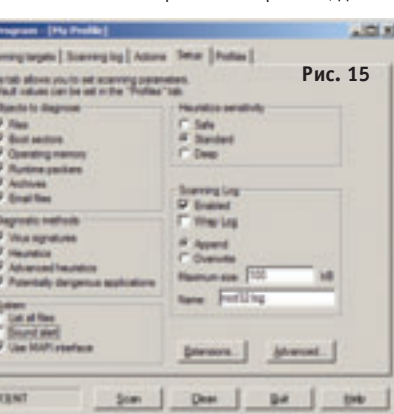 Program - [My Profile]
targets | Scanning log | Actions | Setup | Profiles
tab allows you to set scanning parameters.
values can be set in the "Profiles" tab.
Рис. 15
Objects to diagnose
Files
Boot sectors
Operating memory
Runtime packers
Archives
Email files
Diagnostic methods
Virus signatures
Heuristics
Advanced heuristics
Potentially dangerous applications
System
List all files
Sound alert
Use MAPI interface
Heuristics sensitivity
Safe
Standard
Deep
Scanning Log
Enabled
Wrap Log
Append
Overwrite
Maximum size: 100 kB
Name: nod32.log
Extensions... Advanced...
Scan Clean Quit Help